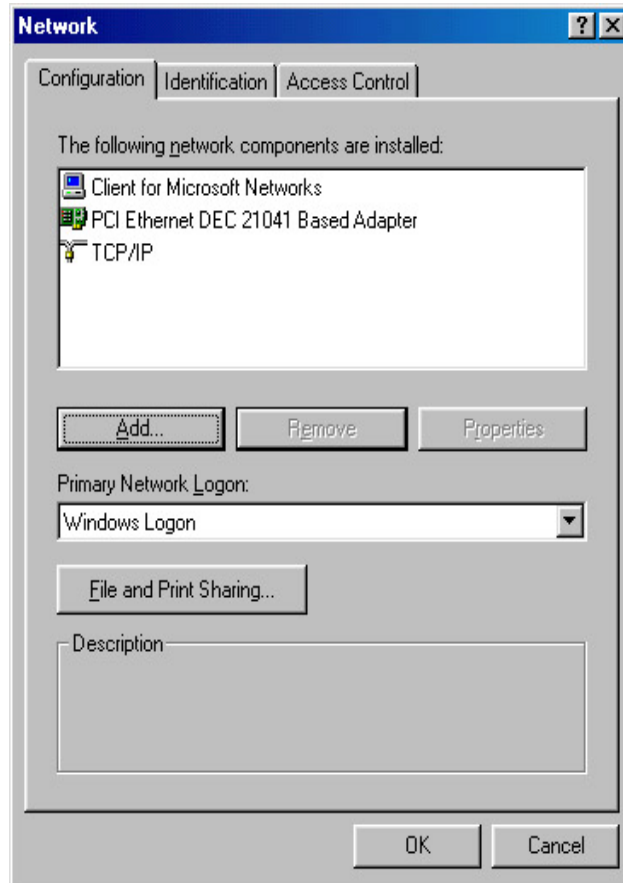 Network
Configuration Identification Access Control
The following network components are installed:
Client for Microsoft Networks
PCI Ethernet DEC 21041 Based Adapter
TCP/IP
Add... Remove Properties
Primary Network Logon:
Windows Logon
File and Print Sharing...
Description
OK Cancel